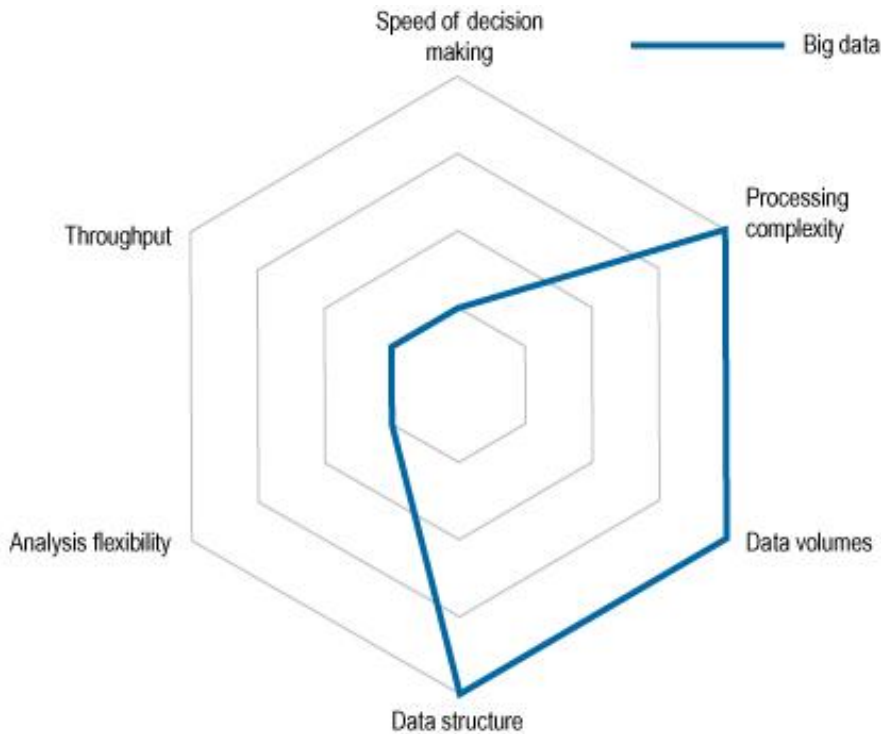 Speed of decision
making
Big data
Processing
complexity
Throughput
Analysis flexibility
Data volumes
Data structure